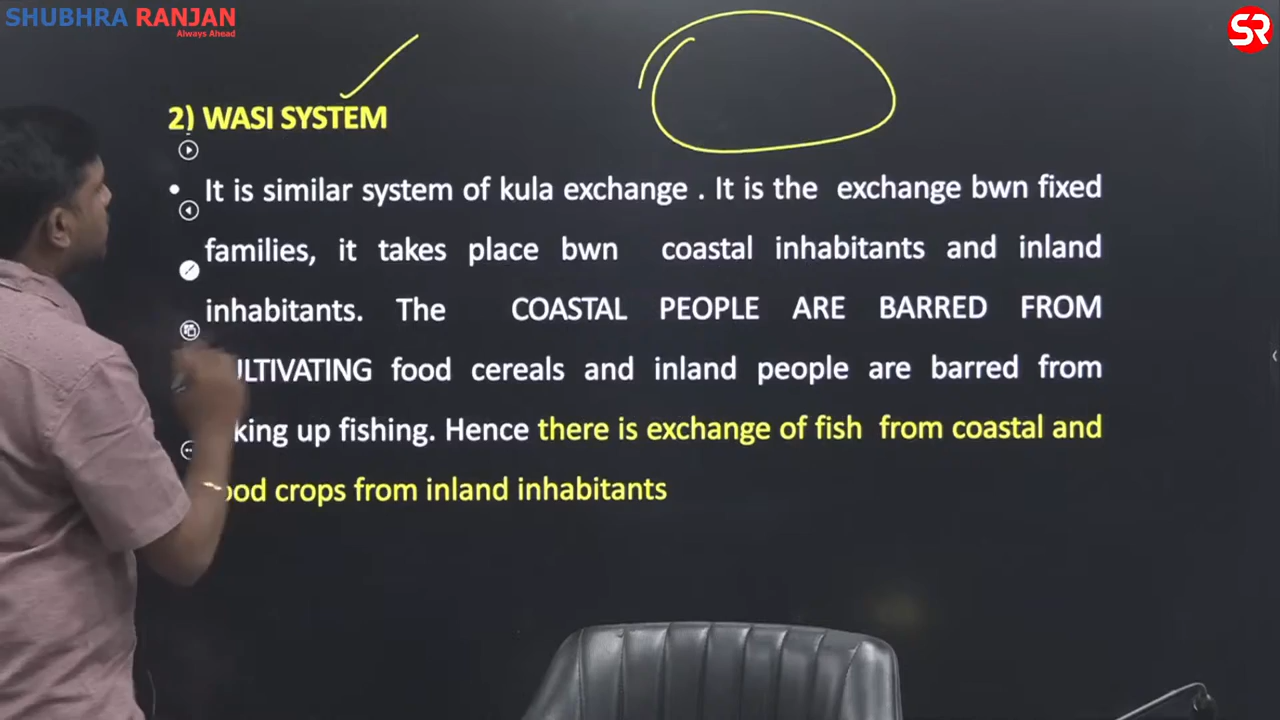 SHUBHRA RANJAN
Always Ahead
SR
2) WASI SYSTEM
• It is similar system of kula exchange . It is the exchange bwn fixed
families, it takes place bwn coastal inhabitants and inland
inhabitants. The COASTAL PEOPLE ARE BARRED FROM
ULTIVATING food cereals and inland people are barred from
king up fishing. Hence there is exchange of fish from coastal and
ood crops from inland inhabitants